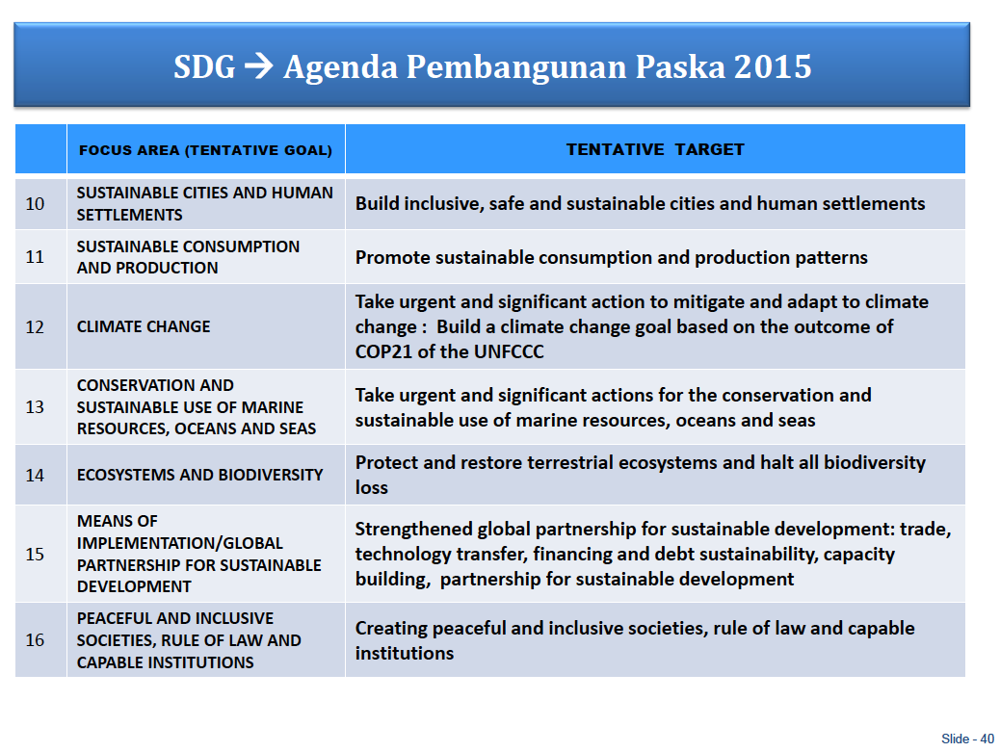 SDG → Agenda Pembangunan Paska 2015
FOCUS AREA (TENTATIVE GOAL)
TENTATIVE TARGET
10
SUSTAINABLE CITIES AND HUMAN
SETTLEMENTS
Build inclusive, safe and sustainable cities and human settlements
11
SUSTAINABLE CONSUMPTION
AND PRODUCTION
Promote sustainable consumption and production patterns
12
CLIMATE CHANGE
Take urgent and significant action to mitigate and adapt to climate
change : Build a climate change goal based on the outcome of
COP21 of the UNFCCC
13
CONSERVATION AND
SUSTAINABLE USE OF MARINE
RESOURCES, OCEANS AND SEAS
Take urgent and significant actions for the conservation and
sustainable use of marine resources, oceans and seas
14
ECOSYSTEMS AND BIODIVERSITY
Protect and restore terrestrial ecosystems and halt all biodiversity
loss
15
MEANS OF
IMPLEMENTATION/GLOBAL
PARTNERSHIP FOR SUSTAINABLE
DEVELOPMENT
Strengthened global partnership for sustainable development: trade,
technology transfer, financing and debt sustainability, capacity
building, partnership for sustainable development
16
PEACEFUL AND INCLUSIVE
SOCIETIES, RULE OF LAW AND
CAPABLE INSTITUTIONS
Creating peaceful and inclusive societies, rule of law and capable
institutions
Slide - 40